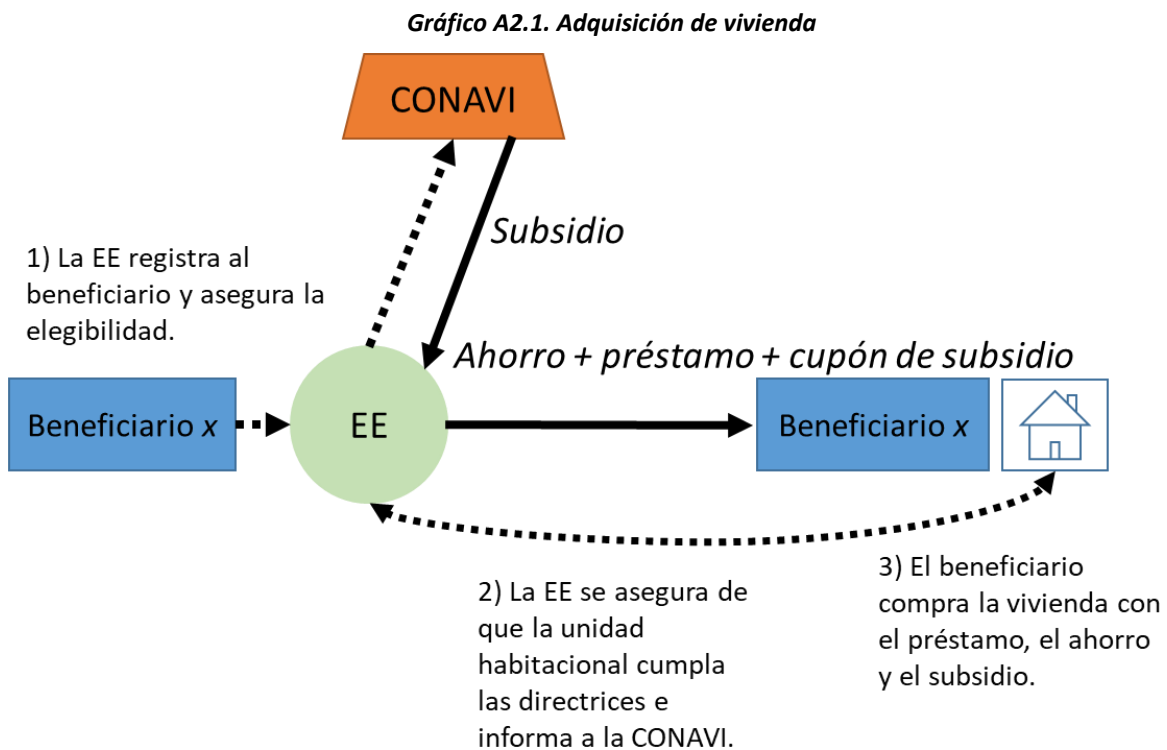 Gráfico A2.1. Adquisición de vivienda
CONAVI
Subsidio
1) La EE registra al
beneficiario y asegura la
elegibilidad.
Ahorro + préstamo + cupón de subsidio
Beneficiario x
EE
Beneficiario x
2) La EE se asegura de
que la unidad
habitacional cumpla
las directrices e
informa a la CONAVI.
3) El beneficiario
compra la vivienda con
el préstamo, el ahorro
y el subsidio.